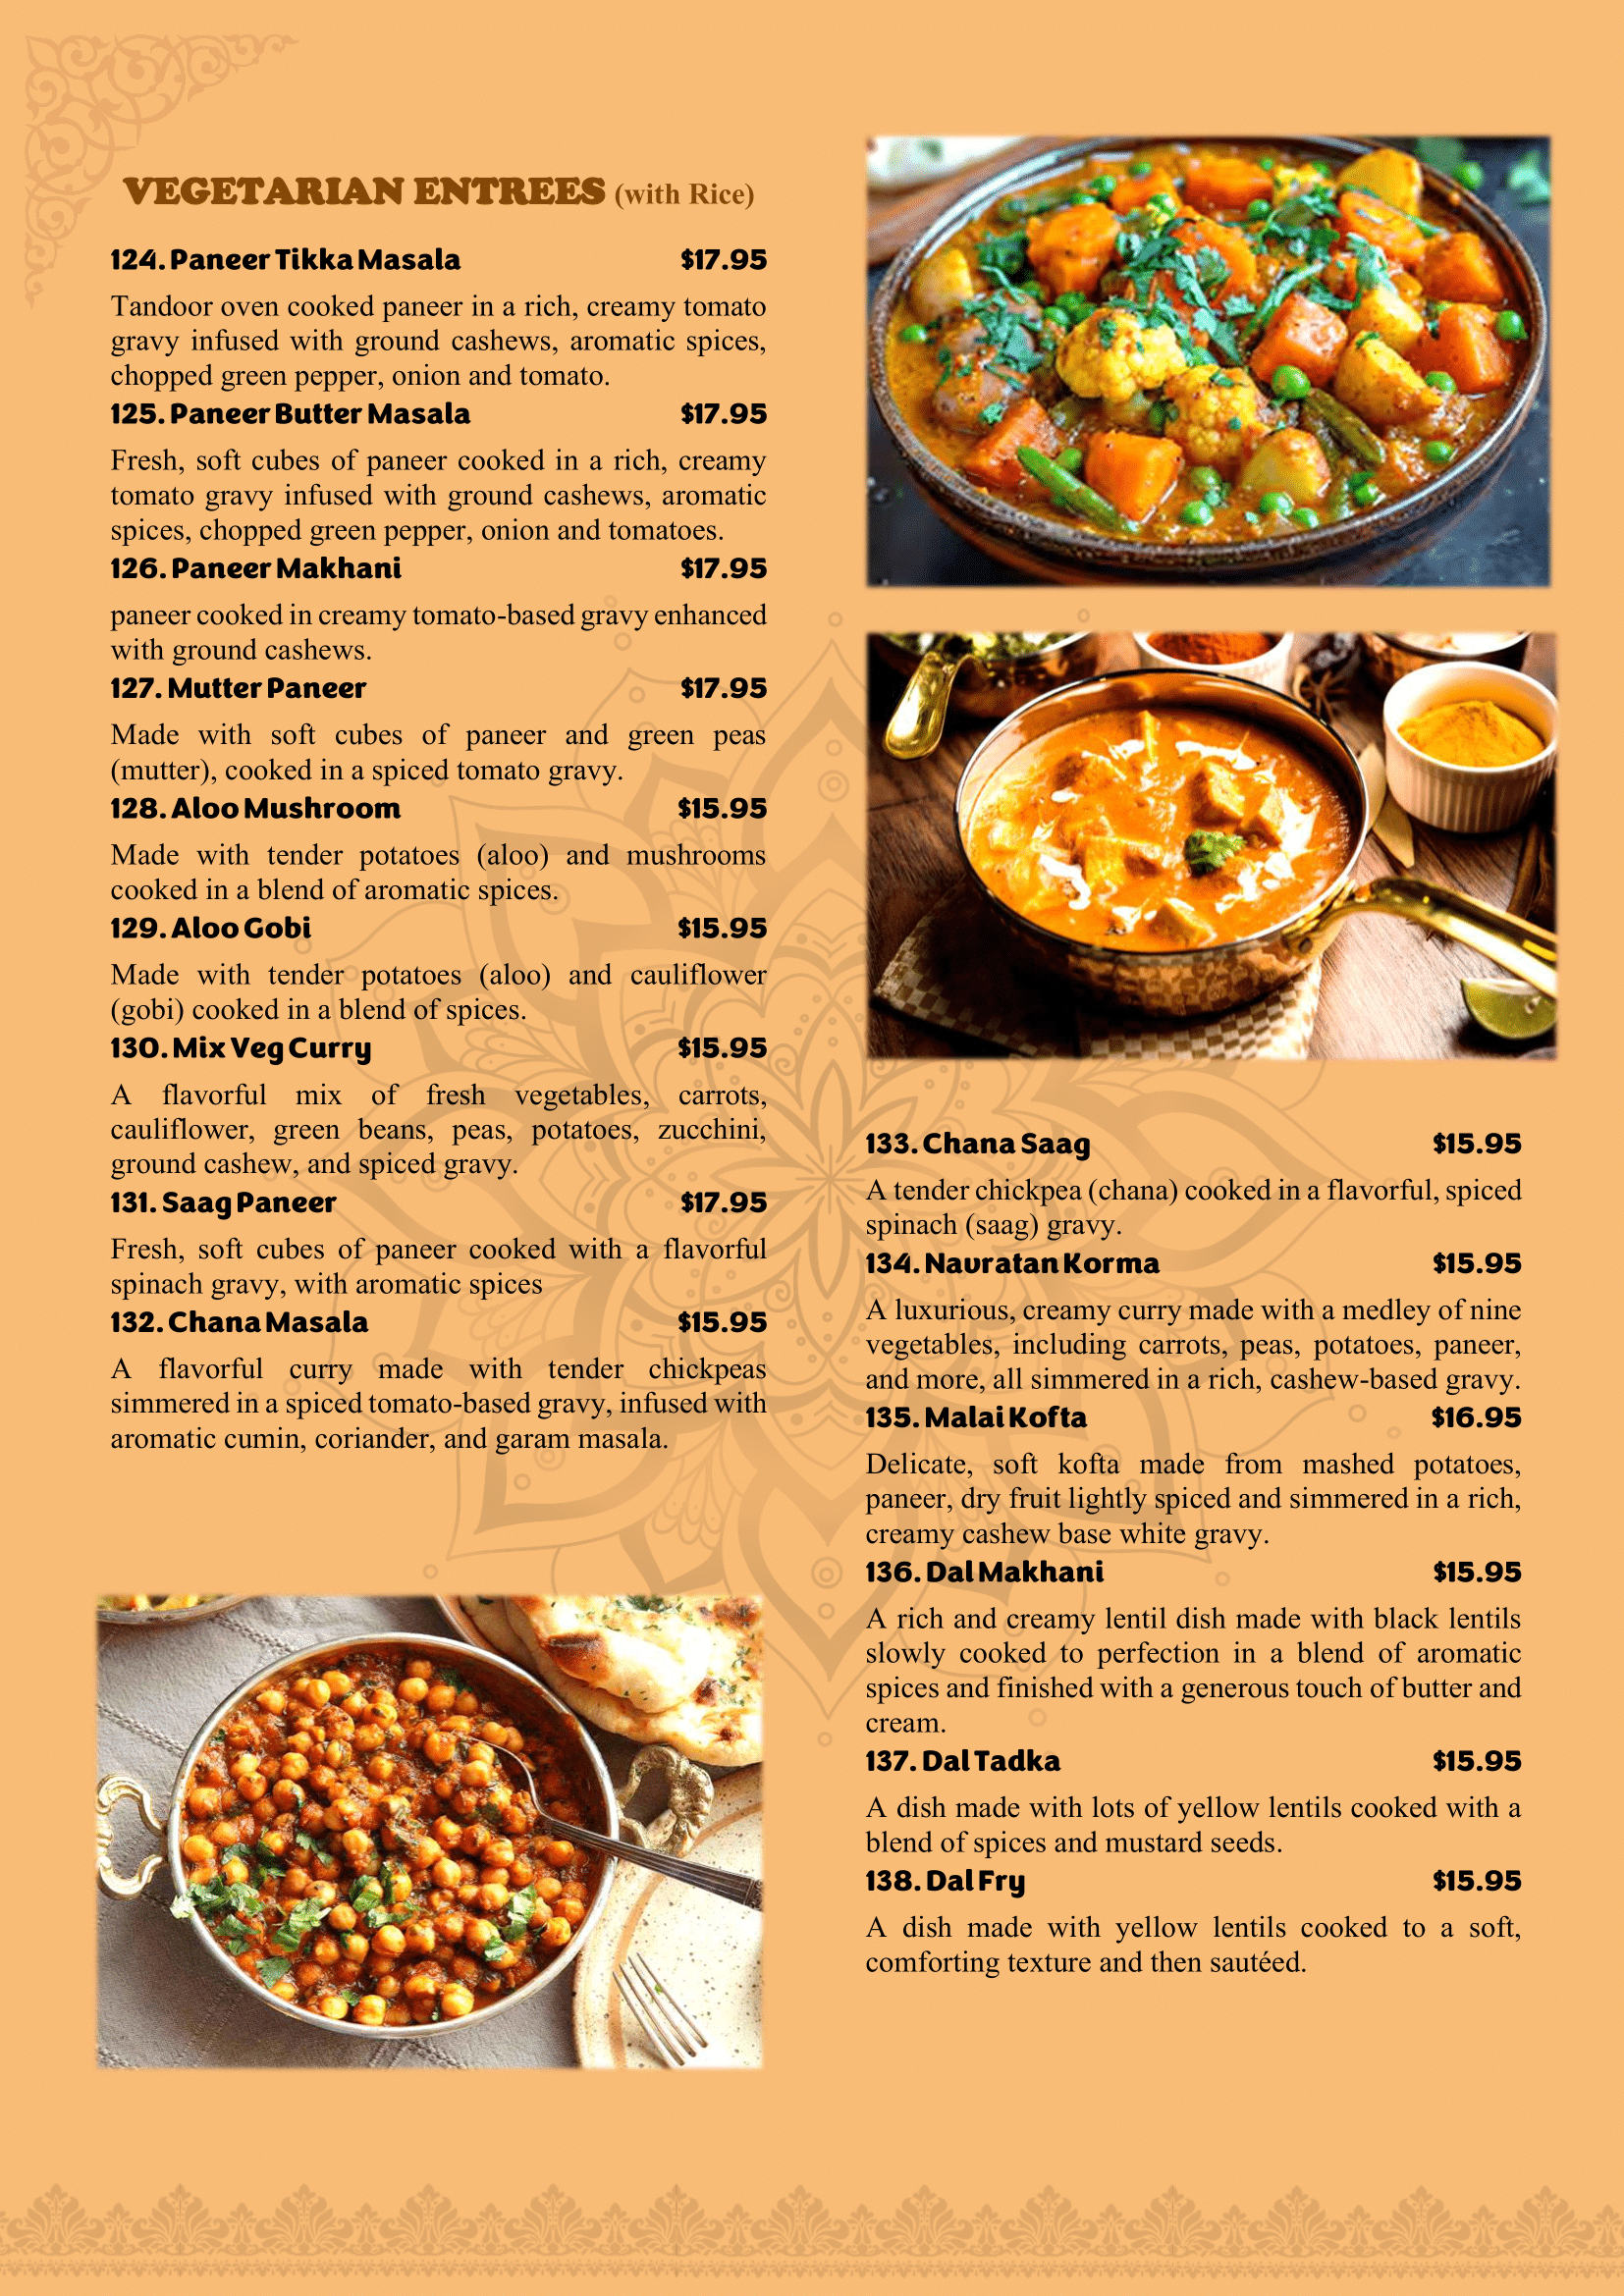 VEGETARIAN ENTREES (with Rice)
124. Paneer Tikka Masala $17.95
Tandoor oven cooked paneer in a rich, creamy tomato
gravy infused with ground cashews, aromatic spices,
chopped green pepper, onion and tomato.
125. Paneer Butter Masala $17.95
Fresh, soft cubes of paneer cooked in a rich, creamy
tomato gravy infused with ground cashews, aromatic
spices, chopped green pepper, onion and tomatoes.
126. Paneer Makhani $17.95
paneer cooked in creamy tomato-based gravy enhanced
with ground cashews.
127. Mutter Paneer $17.95
Made with soft cubes of paneer and green peas
(mutter), cooked in a spiced tomato gravy.
128. Aloo Mushroom $15.95
Made with tender potatoes (aloo) and mushrooms
cooked in a blend of aromatic spices.
129. Aloo Gobi $15.95
Made with tender potatoes (aloo) and cauliflower
(gobi) cooked in a blend of spices.
130. Mix Veg Curry $15.95
A flavorful mix of fresh vegetables, carrots,
cauliflower, green beans, peas, potatoes, zucchini,
ground cashew, and spiced gravy.
131. Saag Paneer $17.95
Fresh, soft cubes of paneer cooked with a flavorful
spinach gravy, with aromatic spices
132. Chana Masala $15.95
A flavorful curry made with tender chickpeas
simmered in a spiced tomato-based gravy, infused with
aromatic cumin, coriander, and garam masala.
133. Chana Saag $15.95
A tender chickpea (chana) cooked in a flavorful, spiced
spinach (saag) gravy.
134. Navratan Korma $15.95
A luxurious, creamy curry made with a medley of nine
vegetables, including carrots, peas, potatoes, paneer,
and more, all simmered in a rich, cashew-based gravy.
135. Malai Kofta $16.95
Delicate, soft kofta made from mashed potatoes,
paneer, dry fruit lightly spiced and simmered in a rich,
creamy cashew base white gravy.
136. Dal Makhani $15.95
A rich and creamy lentil dish made with black lentils
slowly cooked to perfection in a blend of aromatic
spices and finished with a generous touch of butter and
cream.
137. Dal Tadka $15.95
A dish made with lots of yellow lentils cooked with a
blend of spices and mustard seeds.
138. Dal Fry $15.95
A dish made with yellow lentils cooked to a soft,
comforting texture and then sautéed.